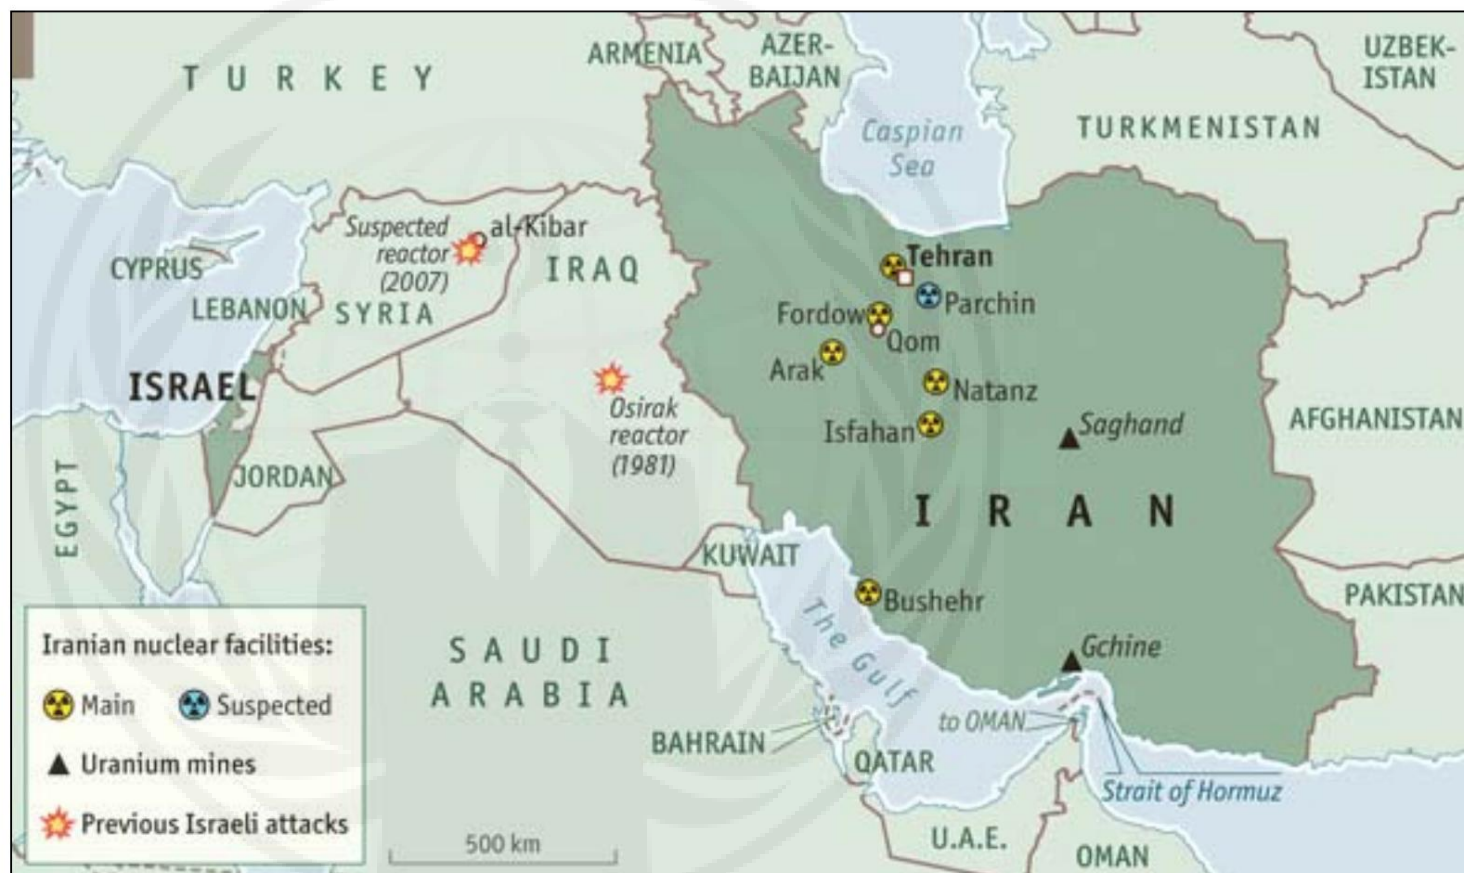 TURKEY
ARMENIA
AZER-
BAIJAN
UZBEK-
ISTAN
Caspian
Sea
TURKMENISTAN
Suspected
reactor
(2007)
al-Kibar
CYPRUS
LEBANON
SYRIA
IRAQ
Tehran
Parchin
Fordow
Qom
Arak
Natanz
ISRAEL
Osirak
reactor
(1981)
Isfahan
Saghand
AFGHANISTAN
JORDAN
EGYPT
IRAN
KUWAIT
Bushehr
PAKISTAN
The Gulf
Gchine
SAUDI
ARABIA
to OMAN
BAHRAIN
QATAR
Strait of Hormuz
U.A.E.
OMAN
Iranian nuclear facilities:
Main
Suspected
Uranium mines
Previous Israeli attacks
500 km